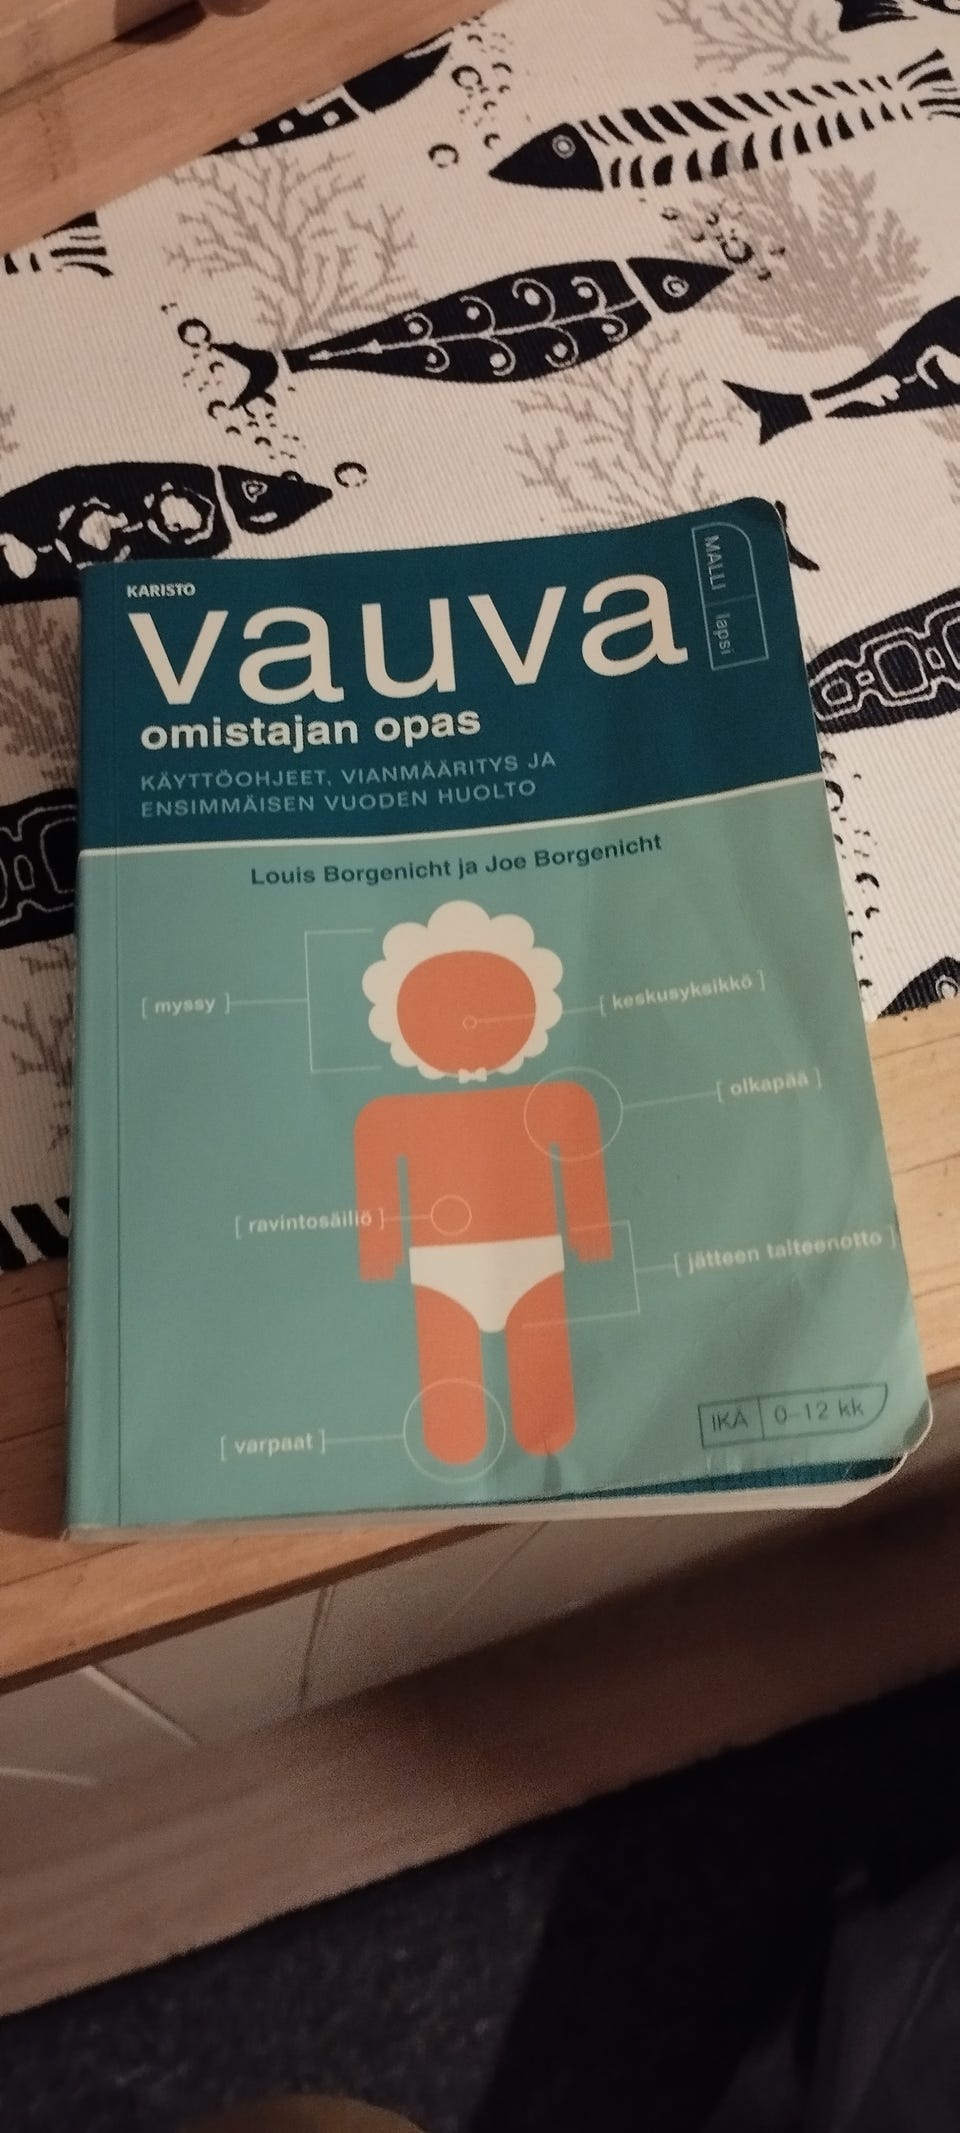 KARISTO
vauva
MALLI lapsi
omistajan opas
KÄYTTÖOHJEET, VIANMÄÄRITYS JA
ENSIMMÄISEN VUODEN HUOLTO
Louis Borgenicht ja Joe Borgenicht
[ myssy ]
[ keskusyksikkö ]
[ olkapää ]
[ ravintosäiliö ]
[ jätteen talteenotto ]
[ varpaat ]
IKÄ 0–12 kk